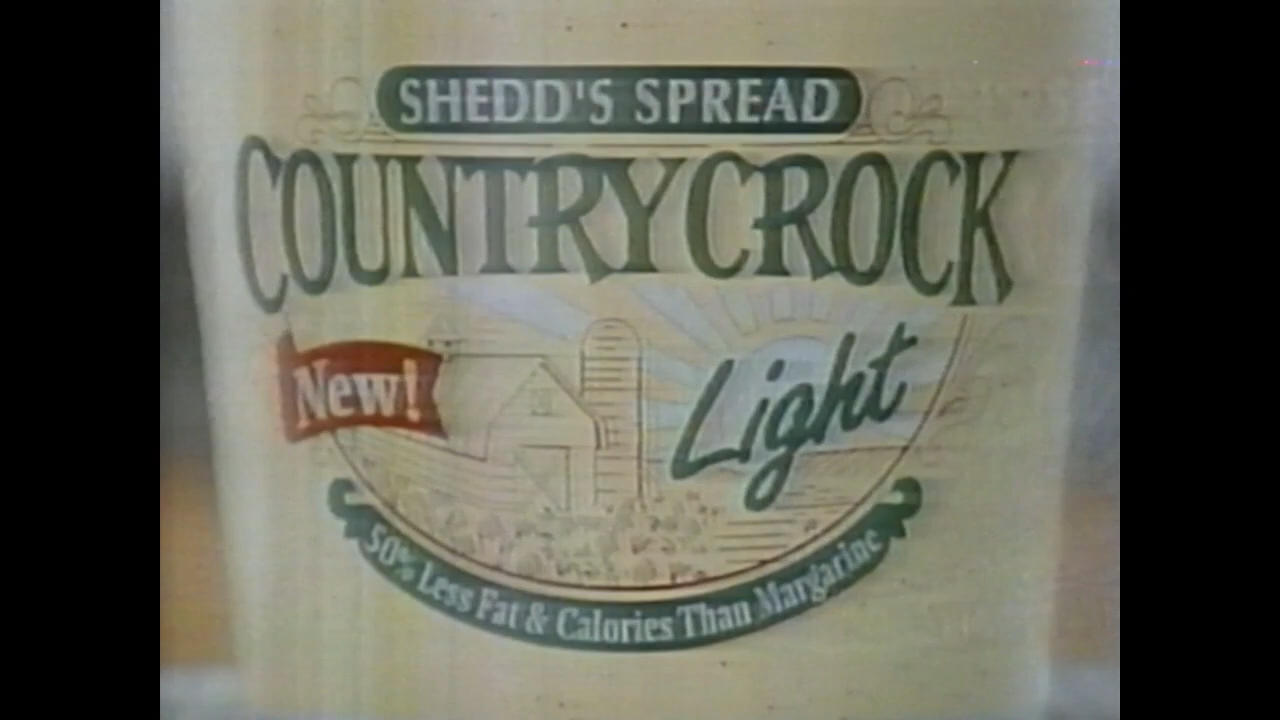 SHEDD'S SPREAD
COUNTRY CROCK
New!
Light
50% Less Fat & Calories Than Margarine